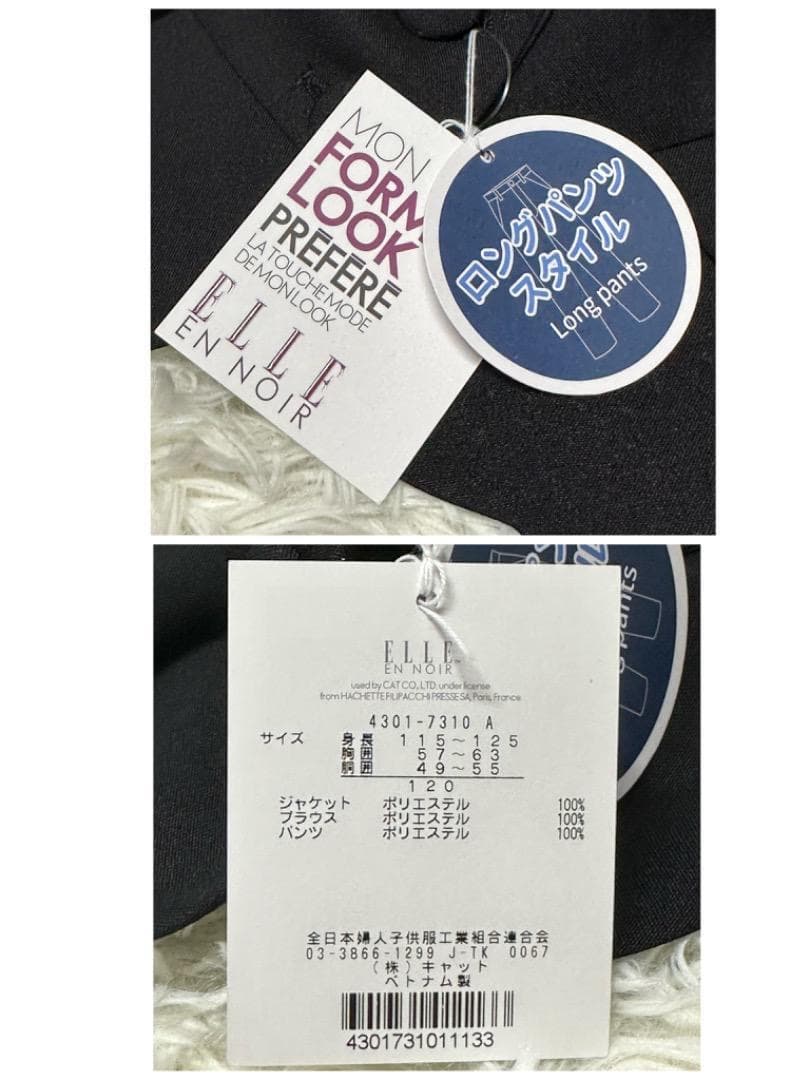 MON
FORM
LOOK
PRÉFÉRÉ
LA TOUCHE MODE
DE MON LOOK
ELLE
EN NOIR
ロングパンツ
スタイル
Long pants
pants
ELLE
EN NOIR
used by CAT CO., LTD. under license
from HACHETTE FILIPACCHI PRESSE SA, Paris, France
4301-7310 A
サイズ 身長 115~125
胸囲 57~63
胴囲 49~55
120
ジャケット ポリエステル 100%
ブラウス ポリエステル 100%
パンツ ポリエステル 100%
全日本婦人子供服工業組合連合会
03-3866-1299 J-TK 0067
(株)キャット
ベトナム製
4301731011133